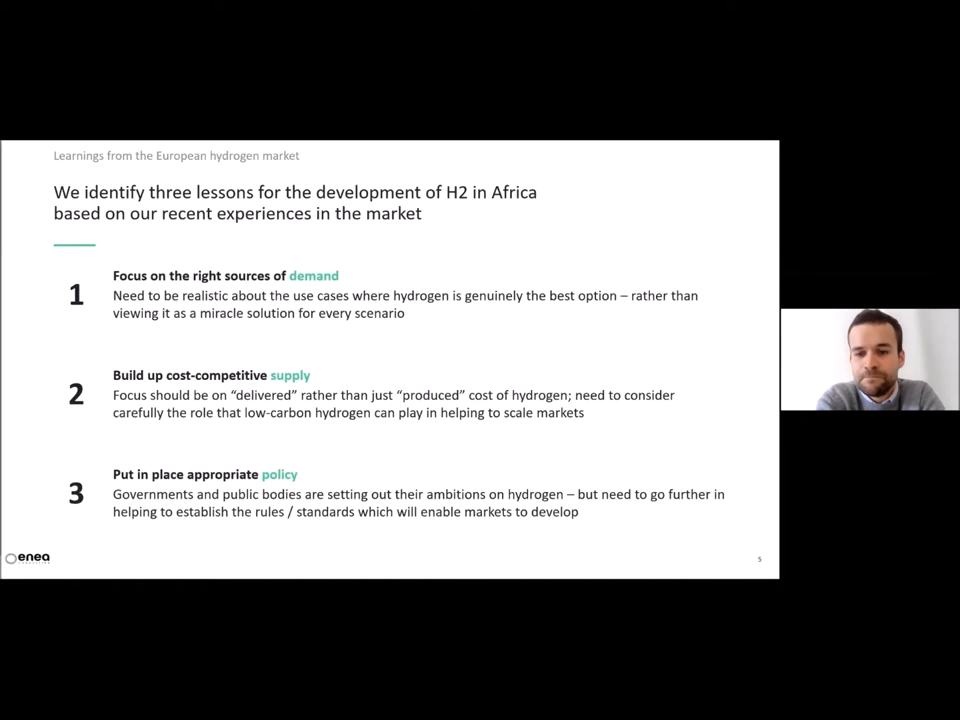 Learnings from the European hydrogen market
We identify three lessons for the development of H2 in Africa
based on our recent experiences in the market
1
Focus on the right sources of demand
Need to be realistic about the use cases where hydrogen is genuinely the best option – rather than
viewing it as a miracle solution for every scenario
2
Build up cost-competitive supply
Focus should be on “delivered” rather than just “produced” cost of hydrogen; need to consider
carefully the role that low-carbon hydrogen can play in helping to scale markets
3
Put in place appropriate policy
Governments and public bodies are setting out their ambitions on hydrogen – but need to go further in
helping to establish the rules / standards which will enable markets to develop
enea
5